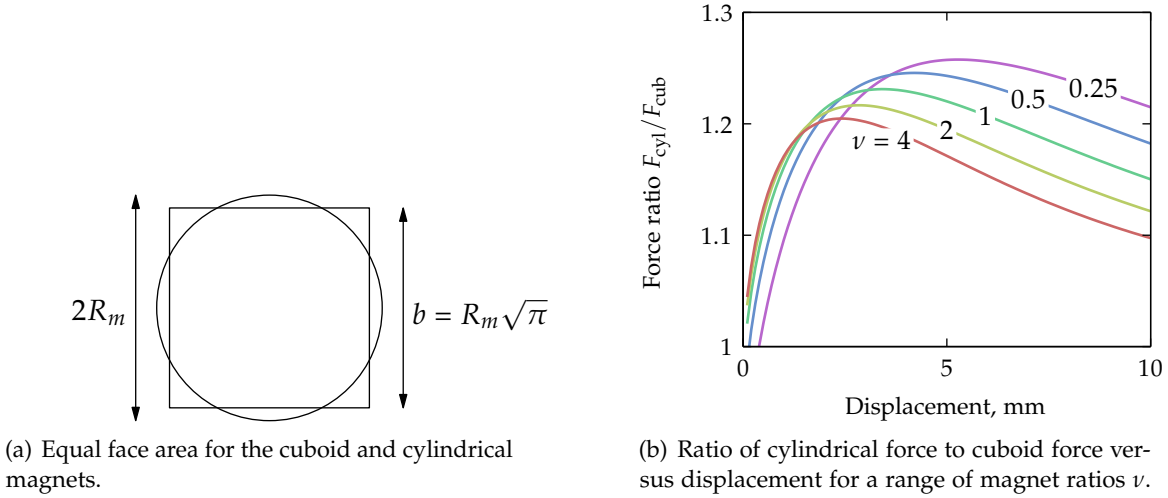 2R_m
b = R_m√π
(a) Equal face area for the cuboid and cylindrical
magnets.
1.3
1.2
1.1
1
Force ratio F_cyl/F_cub
0.25
0.5
1
2
ν = 4
0
5
10
Displacement, mm
(b) Ratio of cylindrical force to cuboid force ver-
sus displacement for a range of magnet ratios ν.